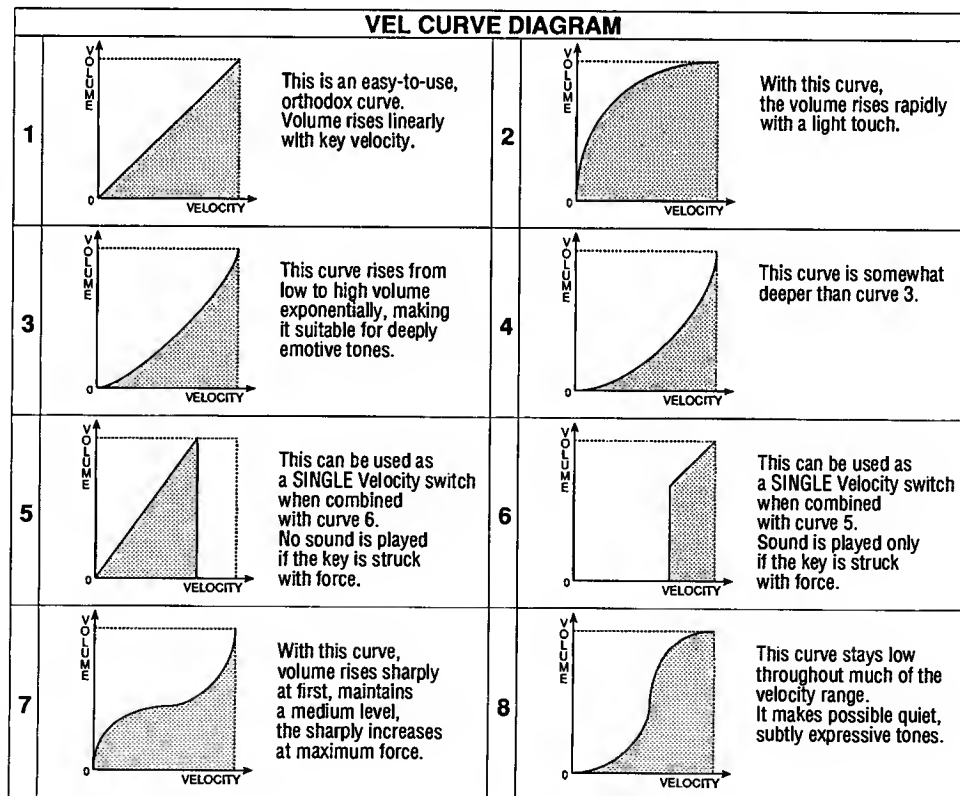 VEL CURVE DIAGRAM
1
VOLUME
0
VELOCITY
This is an easy-to-use,
orthodox curve.
Volume rises linearly
with key velocity.
2
VOLUME
0
VELOCITY
With this curve,
the volume rises rapidly
with a light touch.
3
VOLUME
0
VELOCITY
This curve rises from
low to high volume
exponentially, making
it suitable for deeply
emotive tones.
4
VOLUME
0
VELOCITY
This curve is somewhat
deeper than curve 3.
5
VOLUME
0
VELOCITY
This can be used as
a SINGLE Velocity switch
when combined
with curve 6.
No sound is played
if the key is struck
with force.
6
VOLUME
0
VELOCITY
This can be used as
a SINGLE Velocity switch
when combined
with curve 5.
Sound is played only
if the key is struck
with force.
7
VOLUME
0
VELOCITY
With this curve,
volume rises sharply
at first, maintains
a medium level,
the sharply increases
at maximum force.
8
VOLUME
0
VELOCITY
This curve stays low
throughout much of the
velocity range.
It makes possible quiet,
subtly expressive tones.